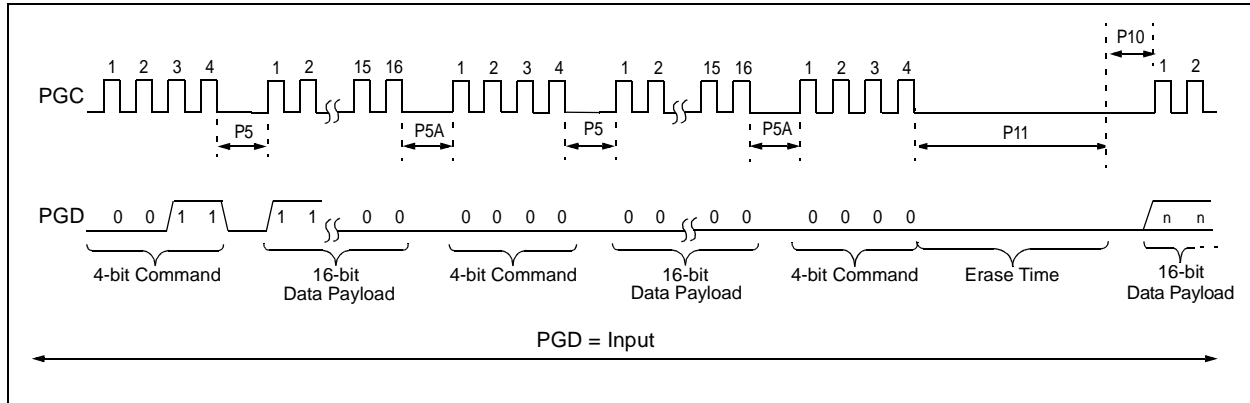 P10
1 2 3 4 1 2 15 16 1 2 3 4 1 2 15 16 1 2 3 4 1 2
PGC
P5 P5A P5 P5A P11
PGD 0 0 1 1 1 1 0 0 0 0 0 0 0 0 0 0 0 0 0 0 n n
4-bit Command 16-bit Data Payload 4-bit Command 16-bit Data Payload 4-bit Command Erase Time 16-bit Data Payload
PGD = Input